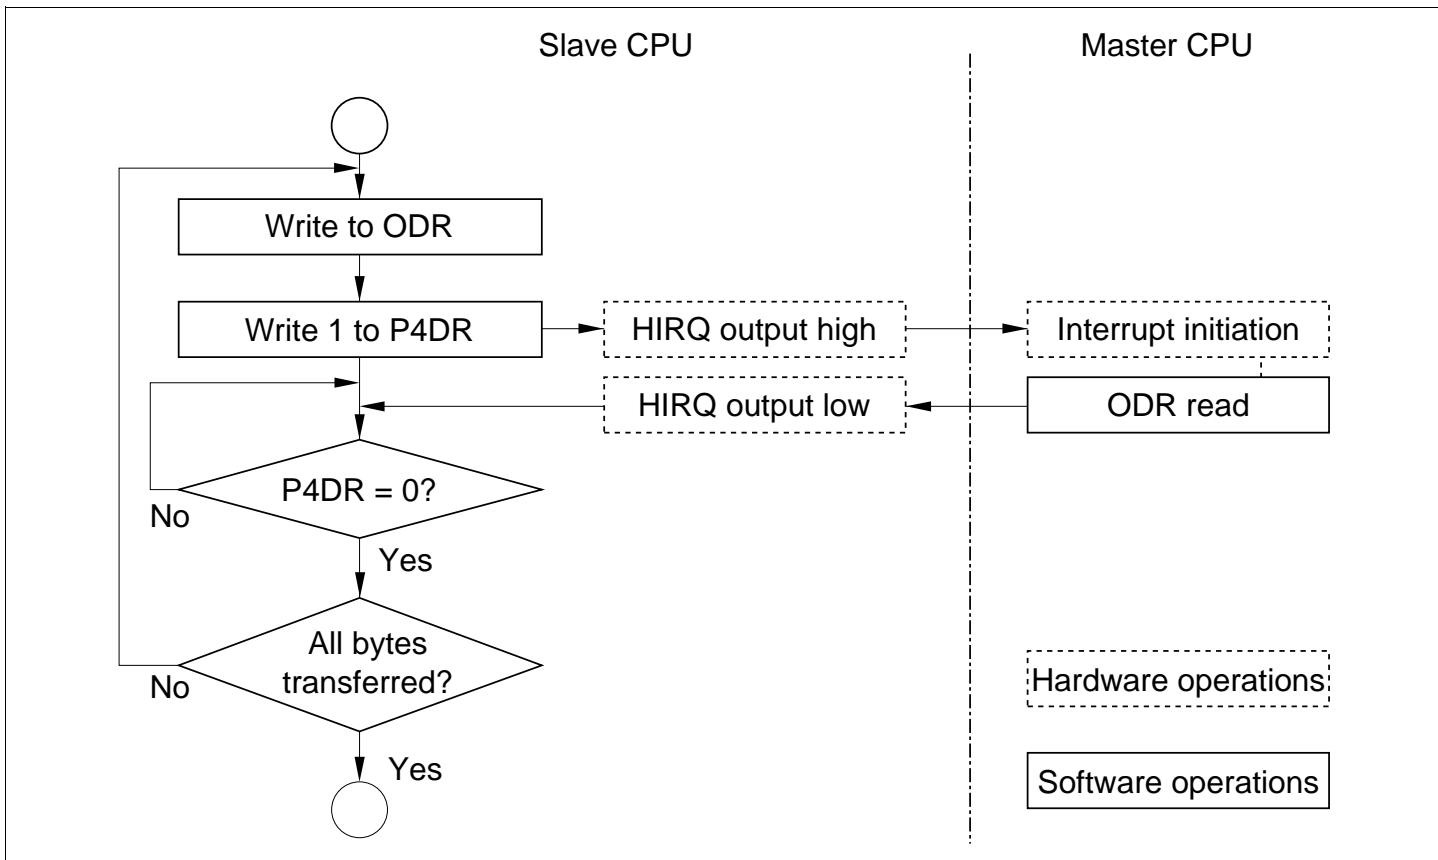 Slave CPU
Master CPU
Write to ODR
Write 1 to P4DR
HIRQ output high
Interrupt initiation
HIRQ output low
ODR read
P4DR = 0?
No
Yes
All bytes
transferred?
No
Yes
Hardware operations
Software operations